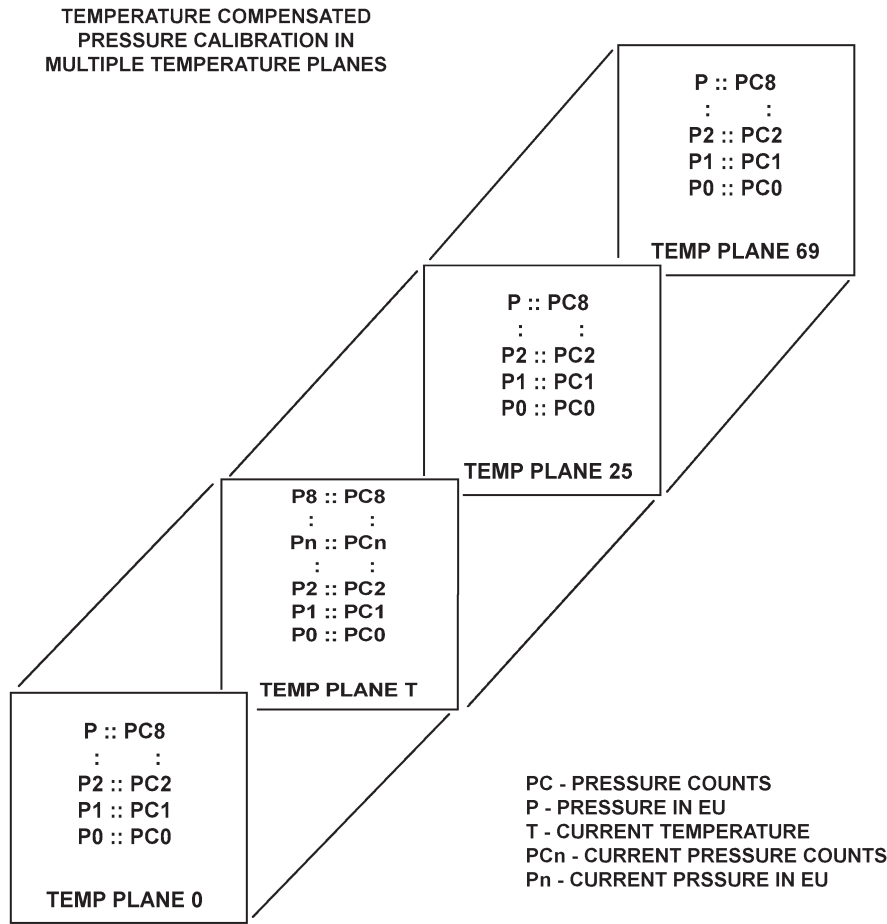 TEMPERATURE COMPENSATED
PRESSURE CALIBRATION IN
MULTIPLE TEMPERATURE PLANES
P :: PC8
: :
P2 :: PC2
P1 :: PC1
P0 :: PC0
TEMP PLANE 69
P :: PC8
: :
P2 :: PC2
P1 :: PC1
P0 :: PC0
TEMP PLANE 25
P8 :: PC8
: :
Pn :: PCn
: :
P2 :: PC2
P1 :: PC1
P0 :: PC0
TEMP PLANE T
P :: PC8
: :
P2 :: PC2
P1 :: PC1
P0 :: PC0
TEMP PLANE 0
PC - PRESSURE COUNTS
P - PRESSURE IN EU
T - CURRENT TEMPERATURE
PCn - CURRENT PRESSURE COUNTS
Pn - CURRENT PRSSURE IN EU